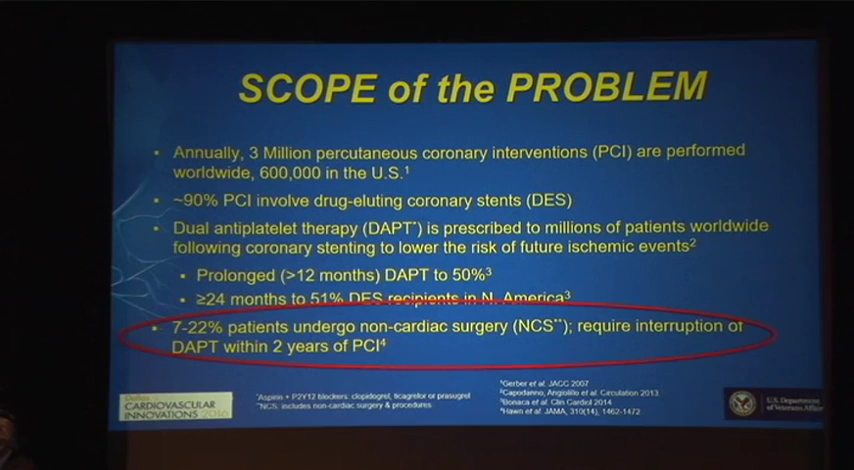 SCOPE of the PROBLEM
• Annually, 3 Million percutaneous coronary interventions (PCI) are performed
worldwide, 600,000 in the U.S.¹
• ~90% PCI involve drug-eluting coronary stents (DES)
• Dual antiplatelet therapy (DAPT*) is prescribed to millions of patients worldwide
following coronary stenting to lower the risk of future ischemic events²
• Prolonged (>12 months) DAPT to 50%³
• ≥24 months to 51% DES recipients in N. America³
• 7-22% patients undergo non-cardiac surgery (NCS**); require interruption of
DAPT within 2 years of PCI⁴
¹Gerber et al. JACC 2007
²Capodanno, Angiolillo et al. Circulation 2013
³Bonaca et al. Clin Cardiol 2014
⁴Hawn et al. JAMA, 310(14), 1462-1472
*Aspirin + P2Y12 blockers: clopidogrel, ticagrelor or prasugrel
**NCS: includes non-cardiac surgery & procedures
Dallas
CARDIOVASCULAR
INNOVATIONS 2016
U.S. Department
of Veterans Affairs